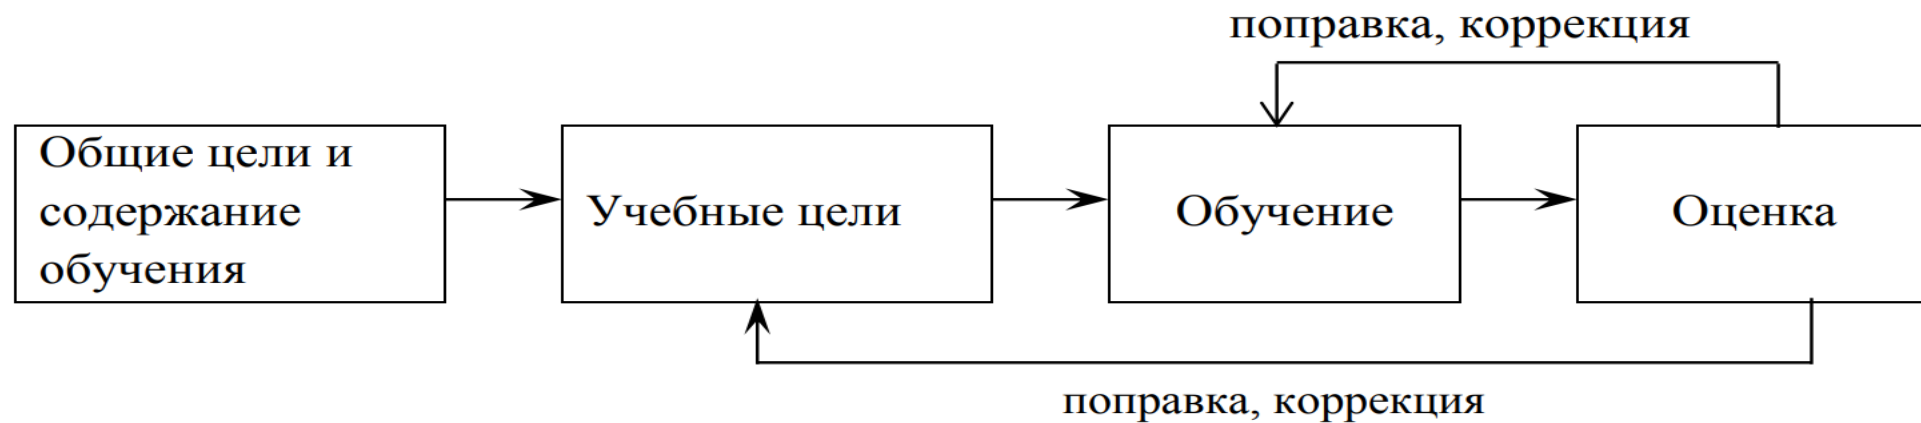 поправка, коррекция
Общие цели и
содержание
обучения
Учебные цели
Обучение
Оценка
поправка, коррекция